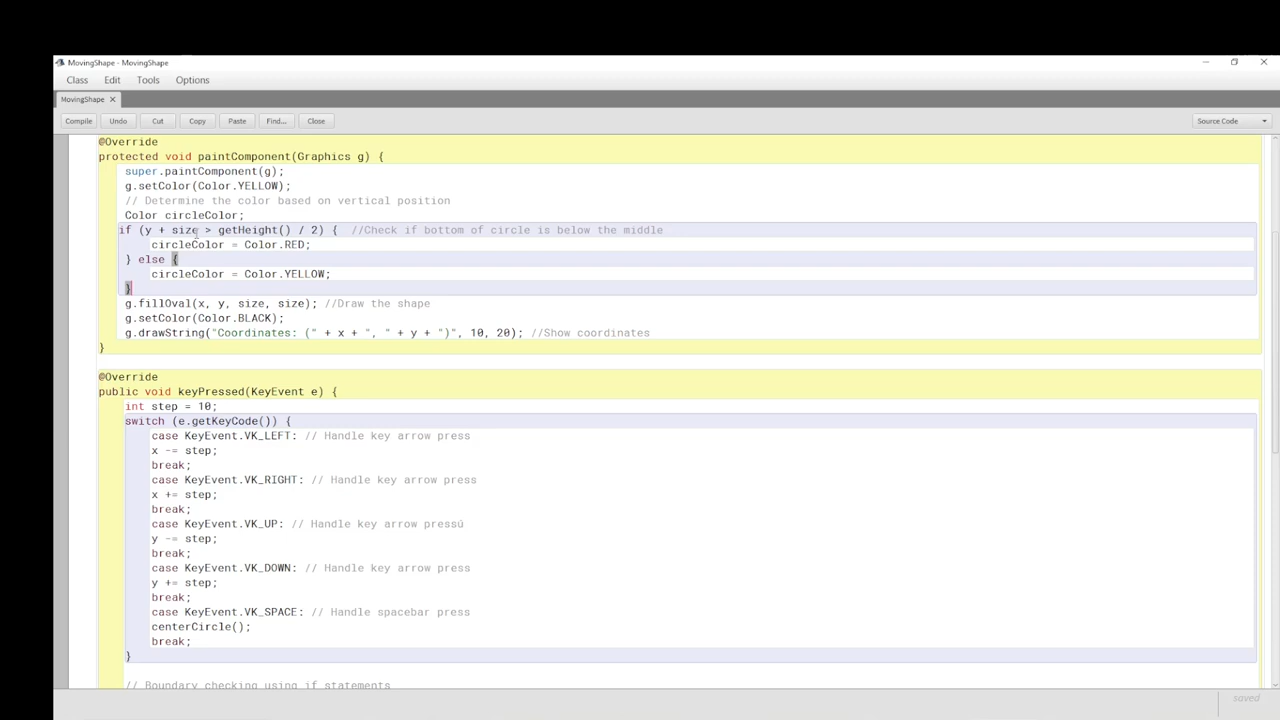 MovingShape - MovingShape
Class Edit Tools Options
MovingShape ×
Compile Undo Cut Copy Paste Find... Close Source Code
@Override
protected void paintComponent(Graphics g) {
super.paintComponent(g);
g.setColor(Color.YELLOW);
// Determine the color based on vertical position
Color circleColor;
if (y + size > getHeight() / 2) { //Check if bottom of circle is below the middle
circleColor = Color.RED;
} else {
circleColor = Color.YELLOW;
}
g.fillOval(x, y, size, size); //Draw the shape
g.setColor(Color.BLACK);
g.drawString("Coordinates: (" + x + ", " + y + ")", 10, 20); //Show coordinates
}
@Override
public void keyPressed(KeyEvent e) {
int step = 10;
switch (e.getKeyCode()) {
case KeyEvent.VK_LEFT: // Handle key arrow press
x -= step;
break;
case KeyEvent.VK_RIGHT: // Handle key arrow press
x += step;
break;
case KeyEvent.VK_UP: // Handle key arrow pressú
y -= step;
break;
case KeyEvent.VK_DOWN: // Handle key arrow press
y += step;
break;
case KeyEvent.VK_SPACE: // Handle spacebar press
centerCircle();
break;
}
// Boundary checking using if statements
saved